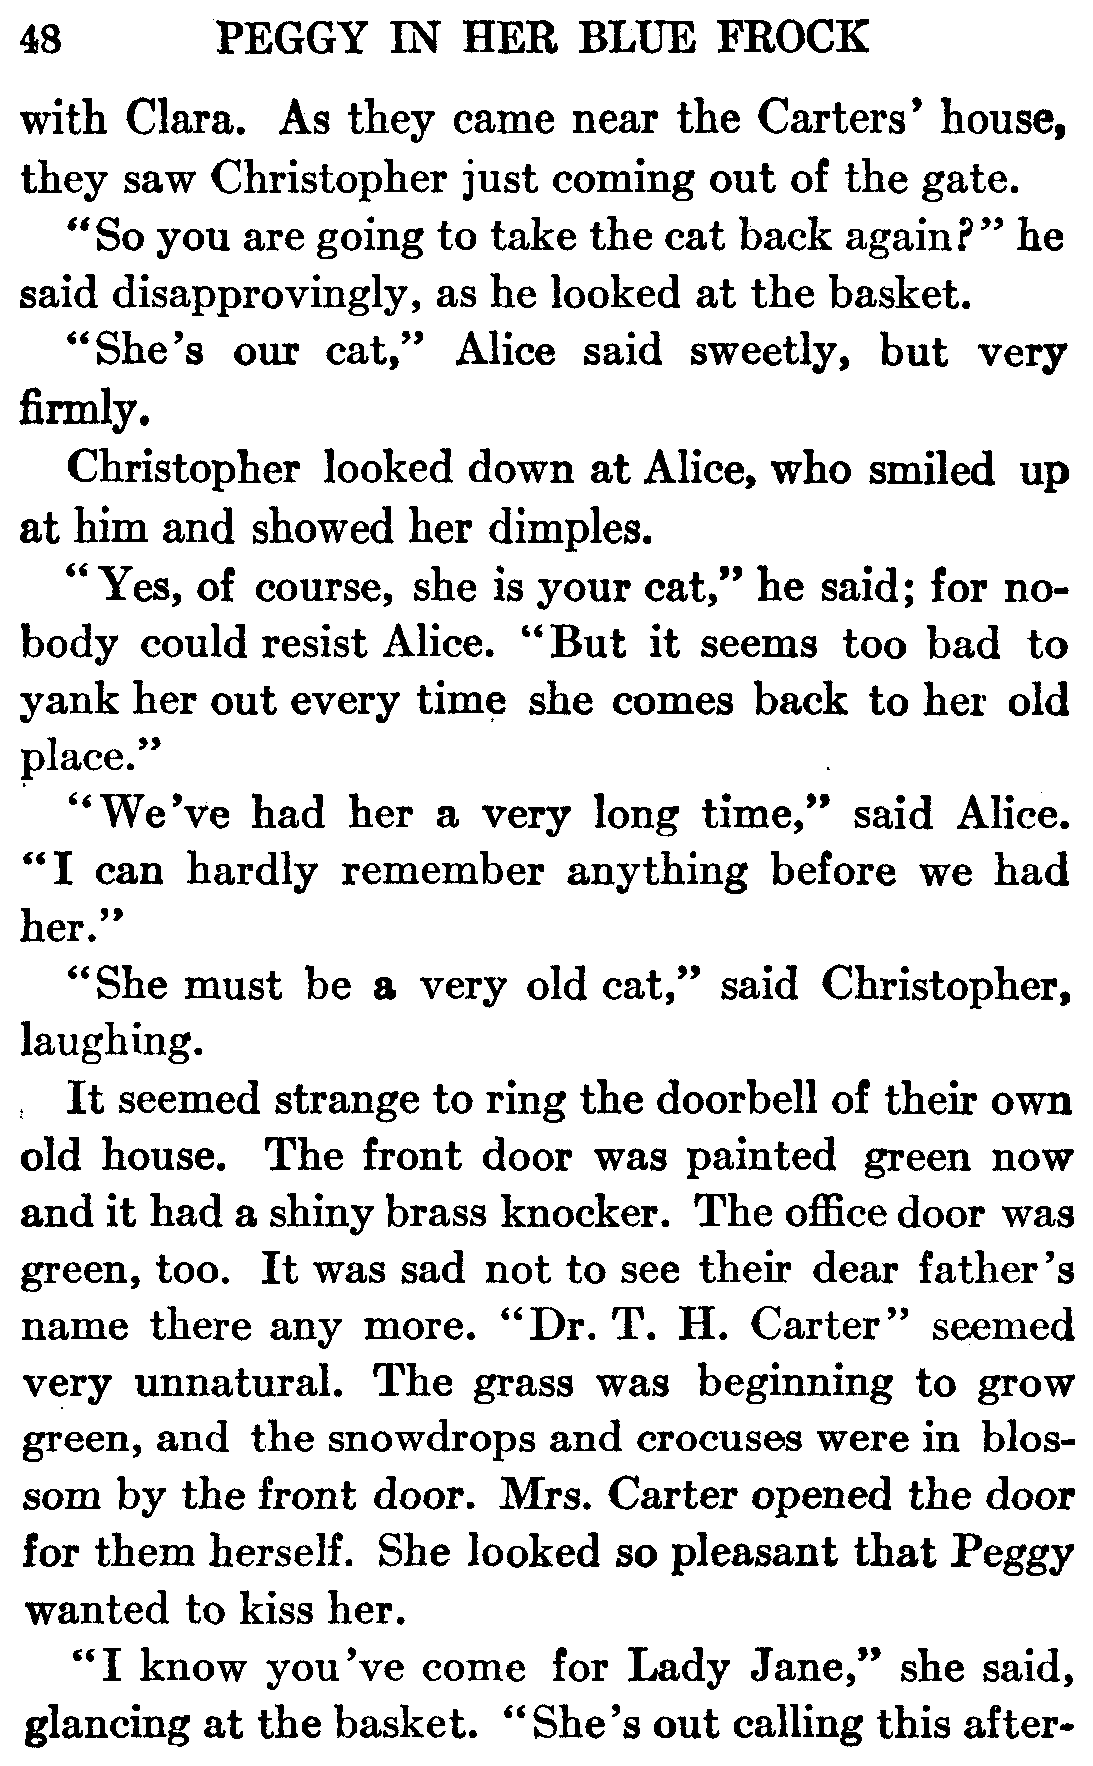 48 PEGGY IN HER BLUE FROCK
with Clara. As they came near the Carters' house,
they saw Christopher just coming out of the gate.
"So you are going to take the cat back again?" he
said disapprovingly, as he looked at the basket.
"She's our cat," Alice said sweetly, but very
firmly.
Christopher looked down at Alice, who smiled up
at him and showed her dimples.
"Yes, of course, she is your cat," he said; for no-
body could resist Alice. "But it seems too bad to
yank her out every time she comes back to her old
place."
"We've had her a very long time," said Alice.
"I can hardly remember anything before we had
her."
"She must be a very old cat," said Christopher,
laughing.
It seemed strange to ring the doorbell of their own
old house. The front door was painted green now
and it had a shiny brass knocker. The office door was
green, too. It was sad not to see their dear father's
name there any more. "Dr. T. H. Carter" seemed
very unnatural. The grass was beginning to grow
green, and the snowdrops and crocuses were in blos-
som by the front door. Mrs. Carter opened the door
for them herself. She looked so pleasant that Peggy
wanted to kiss her.
"I know you've come for Lady Jane," she said,
glancing at the basket. "She's out calling this after-